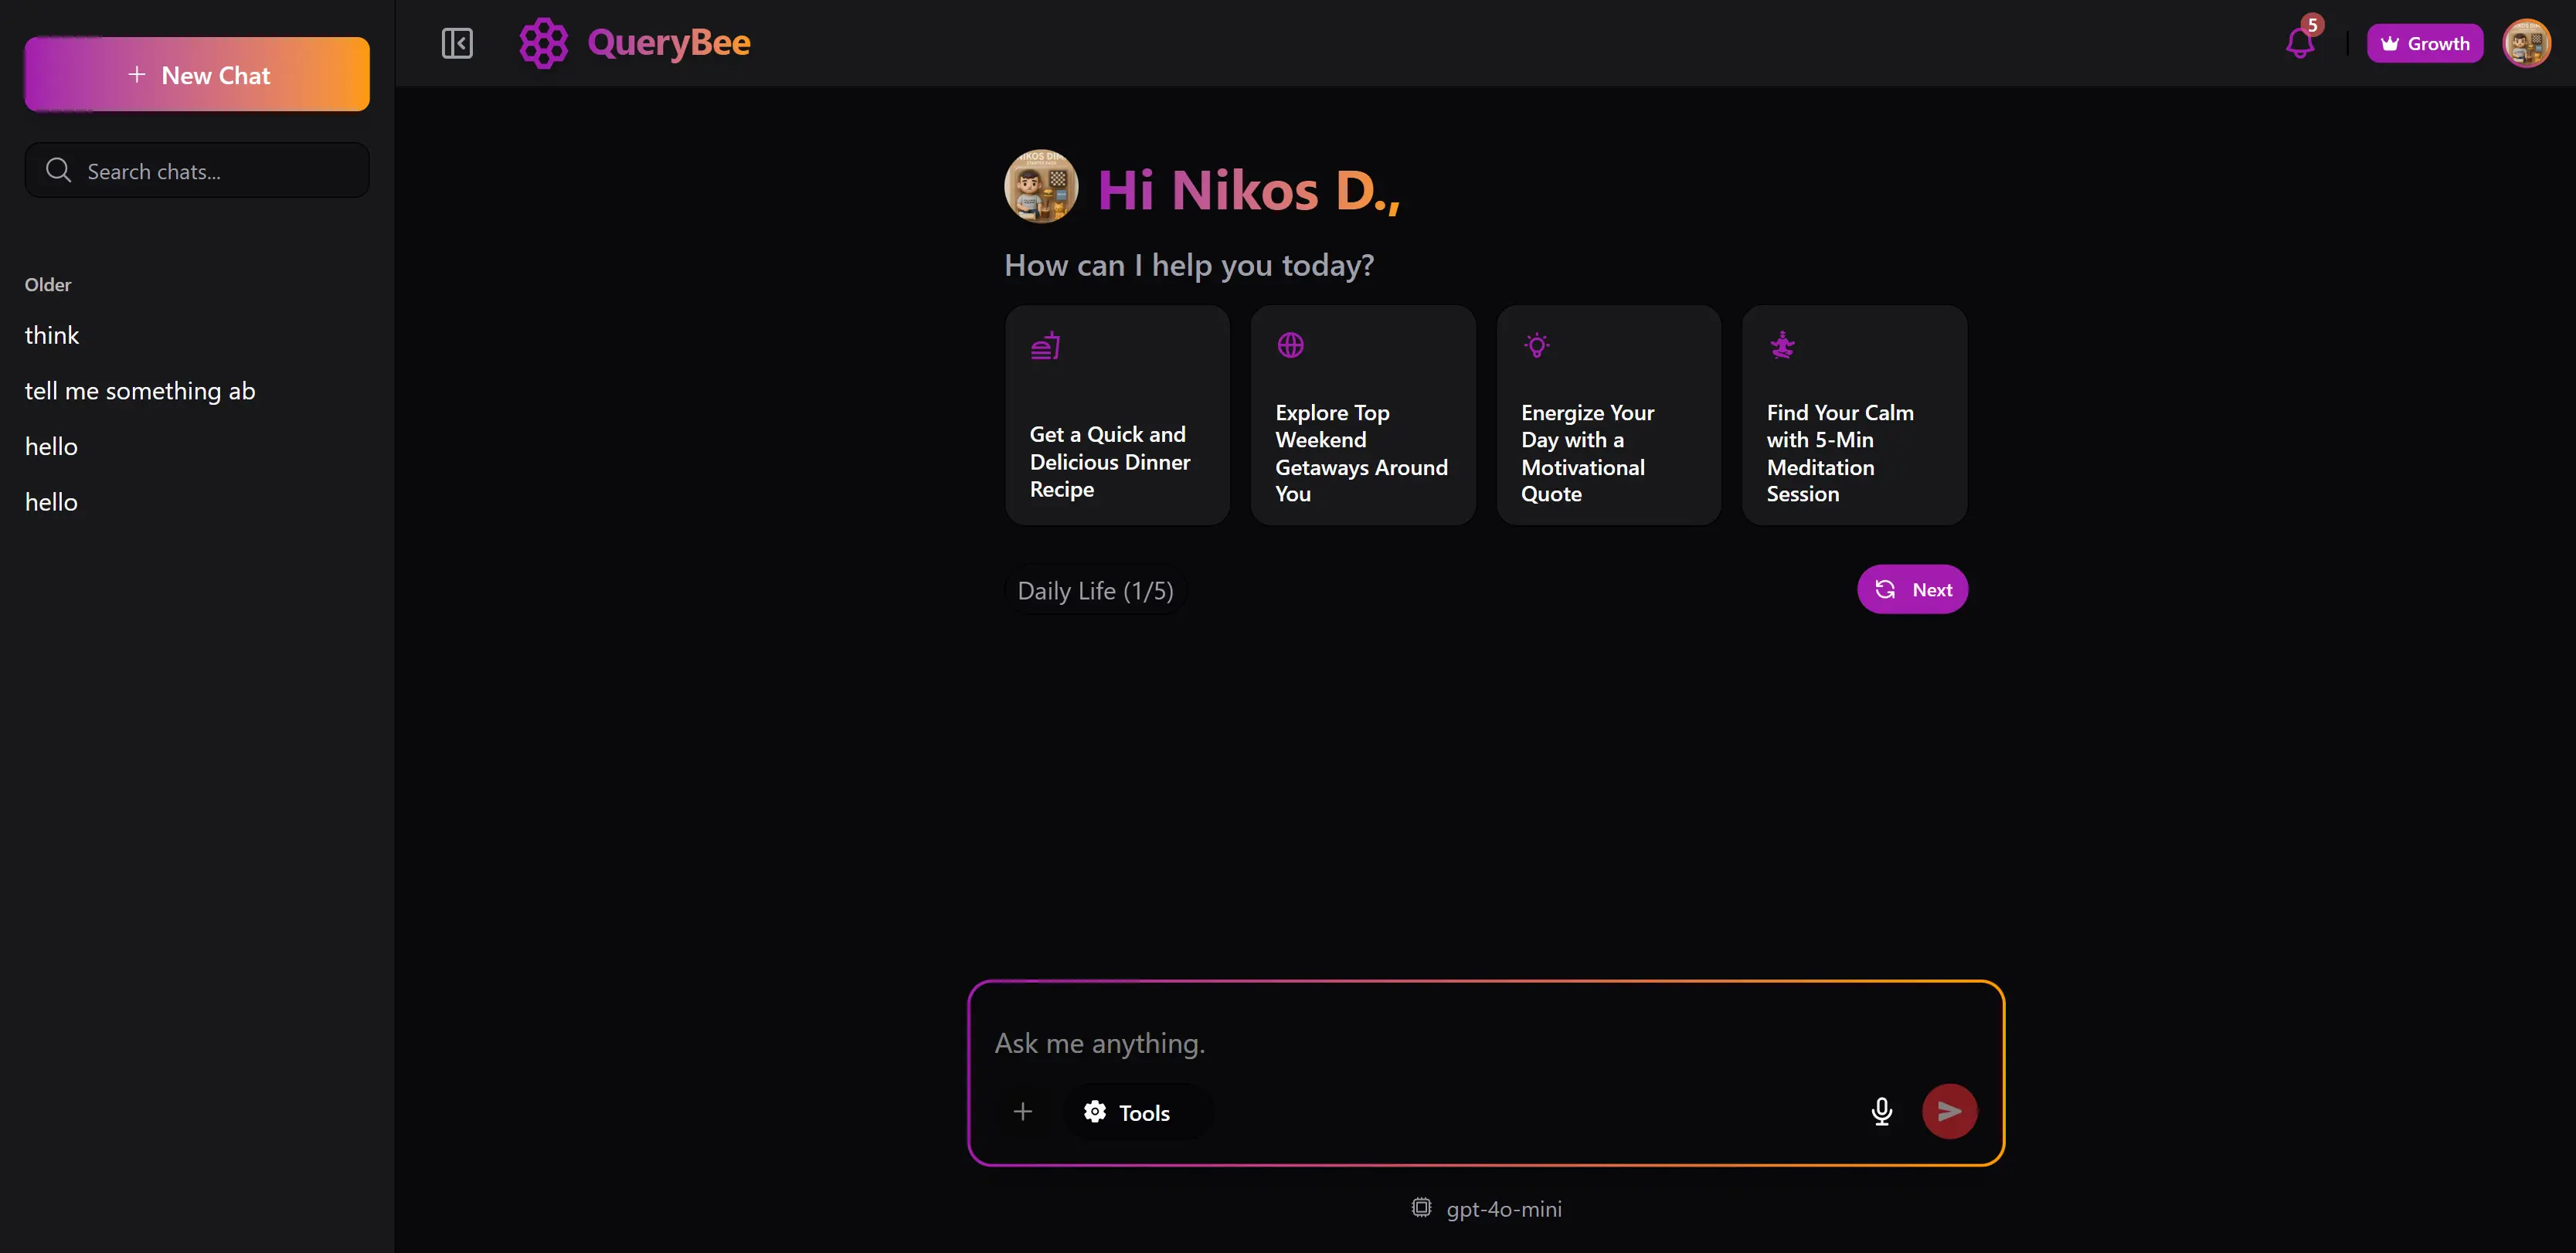 New Chat
Search chats...
Older
think
tell me something ab
hello
hello
QueryBee
5
Growth
Hi Nikos D.,
How can I help you today?
Get a Quick and
Delicious Dinner
Recipe
Explore Top
Weekend
Getaways Around
You
Energize Your
Day with a
Motivational
Quote
Find Your Calm
with 5-Min
Meditation
Session
Daily Life (1/5)
Next
Ask me anything.
Tools
gpt-4o-mini